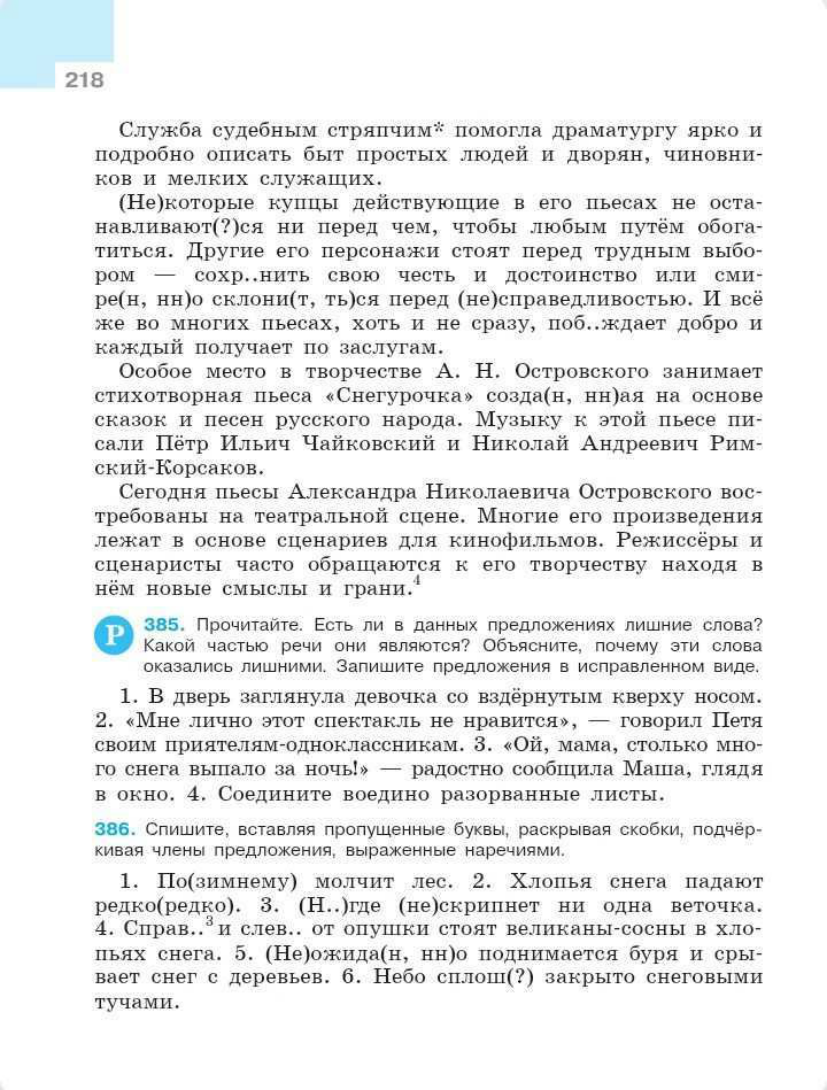 218
Служба судебным стряпчим* помогла драматургу ярко и
подробно описать быт простых людей и дворян, чиновни-
ков и мелких служащих.
(Не)которые купцы действующие в его пьесах не оста-
навливают(?)ся ни перед чем, чтобы любым путём обога-
титься. Другие его персонажи стоят перед трудным выбо-
ром — сохр..нить свою честь и достоинство или сми-
ре(н, нн)о склони(т, ть)ся перед (не)справедливостью. И всё
же во многих пьесах, хоть и не сразу, поб..ждает добро и
каждый получает по заслугам.
Особое место в творчестве А. Н. Островского занимает
стихотворная пьеса «Снегурочка» созда(н, нн)ая на основе
сказок и песен русского народа. Музыку к этой пьесе пи-
сали Пётр Ильич Чайковский и Николай Андреевич Рим-
ский-Корсаков.
Сегодня пьесы Александра Николаевича Островского вос-
требованы на театральной сцене. Многие его произведения
лежат в основе сценариев для кинофильмов. Режиссёры и
сценаристы часто обращаются к его творчеству находя в
нём новые смыслы и грани.⁴
Р 385. Прочитайте. Есть ли в данных предложениях лишние слова?
Какой частью речи они являются? Объясните, почему эти слова
оказались лишними. Запишите предложения в исправленном виде.
1. В дверь заглянула девочка со вздёрнутым кверху носом.
2. «Мне лично этот спектакль не нравится», — говорил Петя
своим приятелям-одноклассникам. 3. «Ой, мама, столько мно-
го снега выпало за ночь!» — радостно сообщила Маша, глядя
в окно. 4. Соедините воедино разорванные листы.
386. Спишите, вставляя пропущенные буквы, раскрывая скобки, подчёр-
кивая члены предложения, выраженные наречиями.
1. По(зимнему) молчит лес. 2. Хлопья снега падают
редко(редко). 3. (Н..)где (не)скрипнет ни одна веточка.
4. Справ..³ и слев.. от опушки стоят великаны-сосны в хло-
пьях снега. 5. (Не)ожида(н, нн)о поднимается буря и сры-
вает снег с деревьев. 6. Небо сплош(?) закрыто снеговыми
тучами.